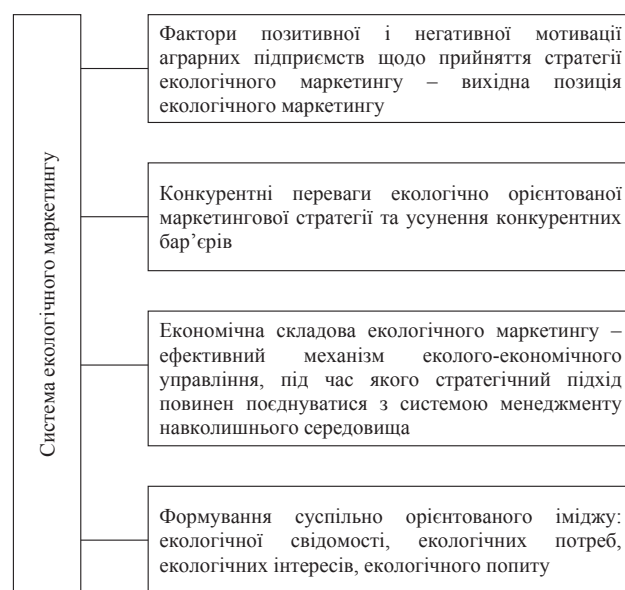 Система екологічного маркетингу
Фактори позитивної і негативної мотивації
аграрних підприємств щодо прийняття стратегії
екологічного маркетингу – вихідна позиція
екологічного маркетингу
Конкурентні переваги екологічно орієнтованої
маркетингової стратегії та усунення конкурентних
бар’єрів
Економічна складова екологічного маркетингу –
ефективний механізм еколого-економічного
управління, під час якого стратегічний підхід
повинен поєднуватися з системою менеджменту
навколишнього середовища
Формування суспільно орієнтованого іміджу:
екологічної свідомості, екологічних потреб,
екологічних інтересів, екологічного попиту